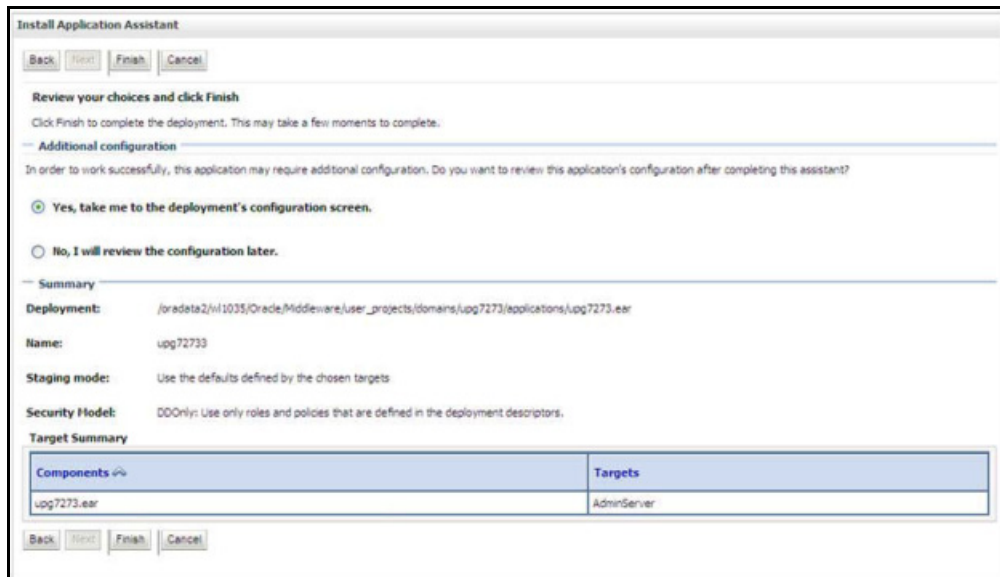 Install Application Assistant
Back Next Finish Cancel
Review your choices and click Finish
Click Finish to complete the deployment. This may take a few moments to complete.
Additional configuration
In order to work successfully, this application may require additional configuration. Do you want to review this application's configuration after completing this assistant?
Yes, take me to the deployment's configuration screen.
No, I will review the configuration later.
Summary
Deployment: /oradata2/wl1035/Oracle/Middleware/user_projects/domains/upg7273/applications/upg7273.ear
Name: upg72733
Staging mode: Use the defaults defined by the chosen targets
Security Model: DDOnly: Use only roles and policies that are defined in the deployment descriptors.
Target Summary
Components Targets
upg7273.ear AdminServer
Back Next Finish Cancel